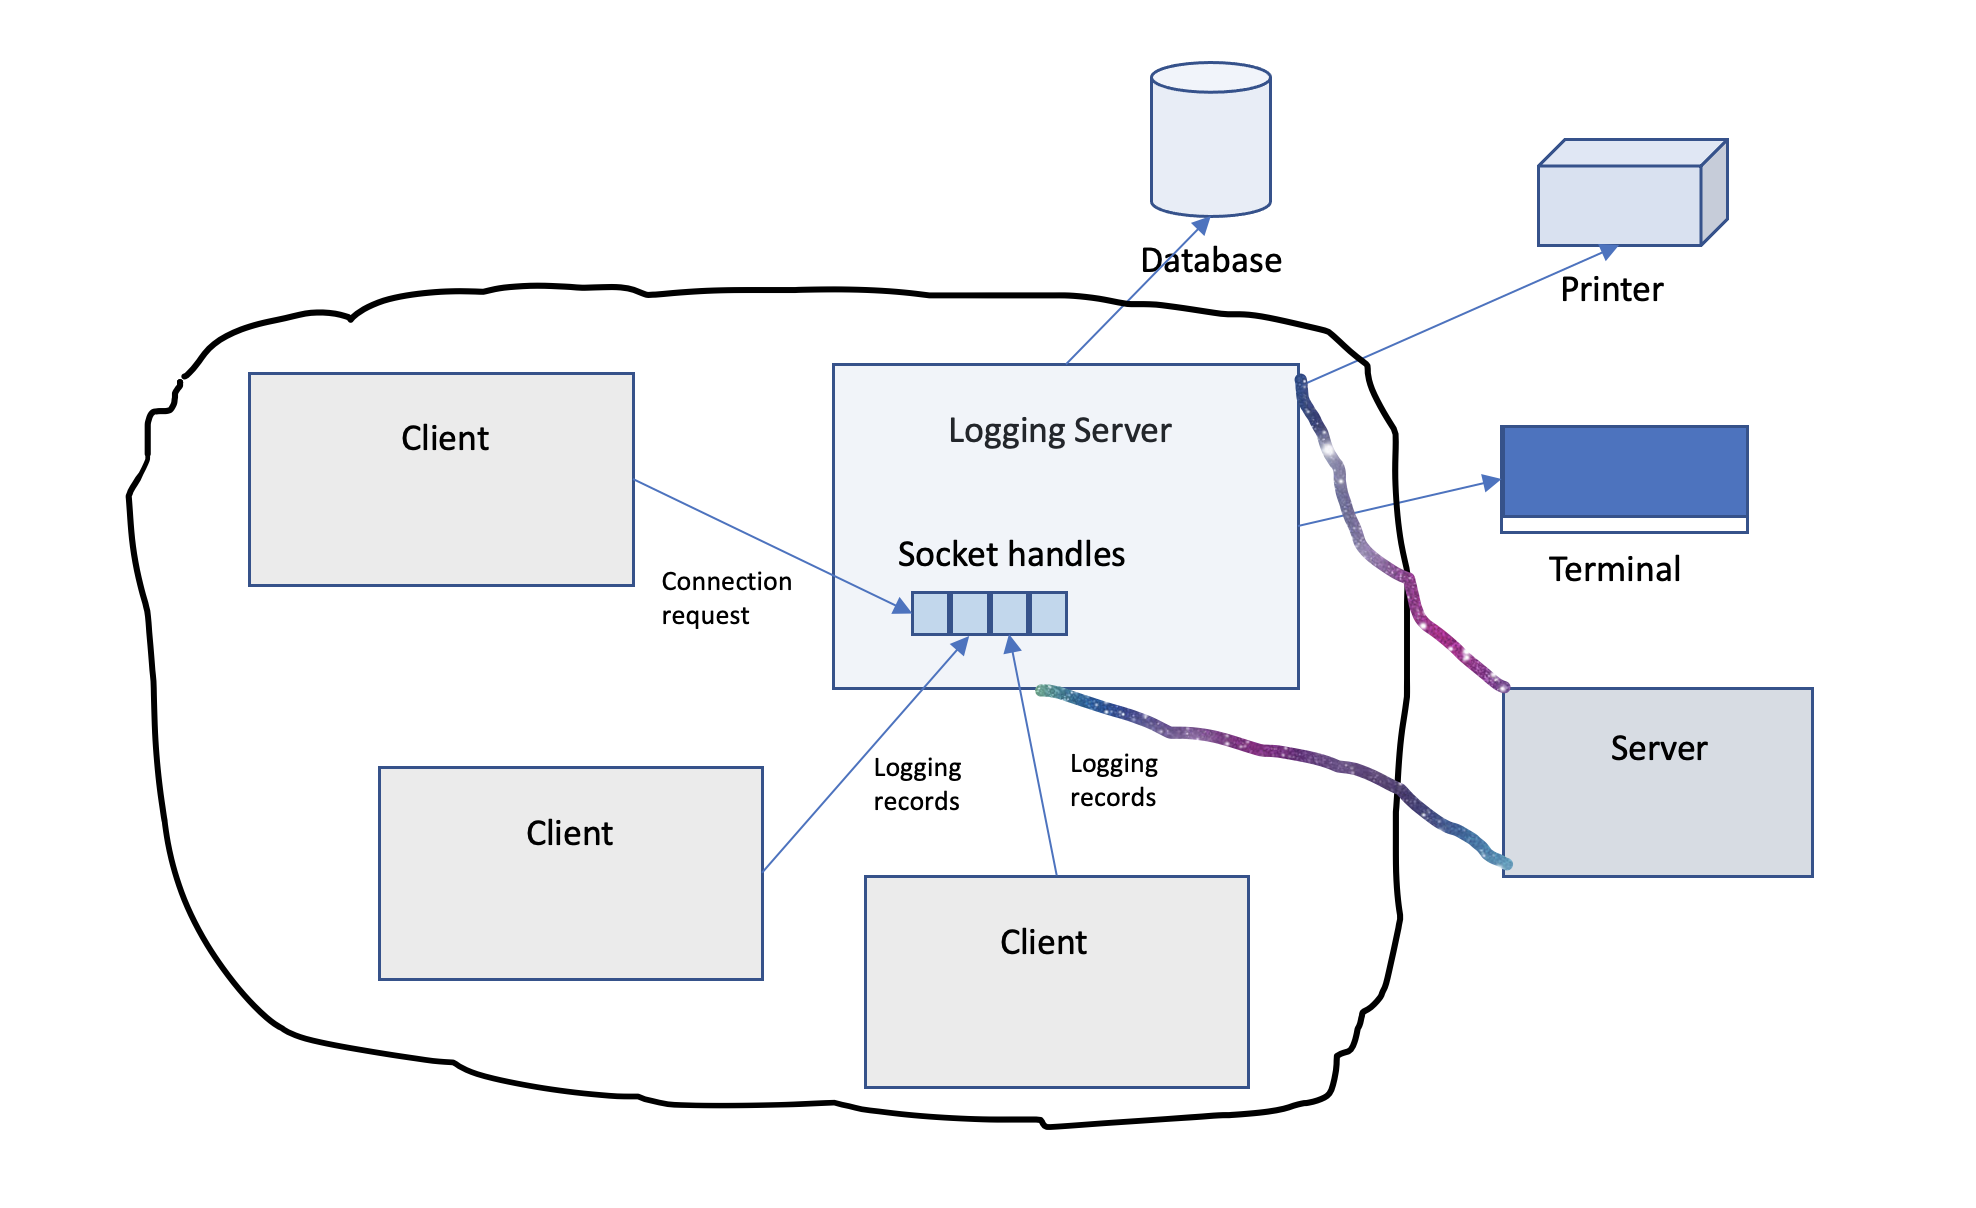 Database
Printer
Client
Logging Server
Socket handles
Connection
request
Terminal
Logging
records
Logging
records
Server
Client
Client